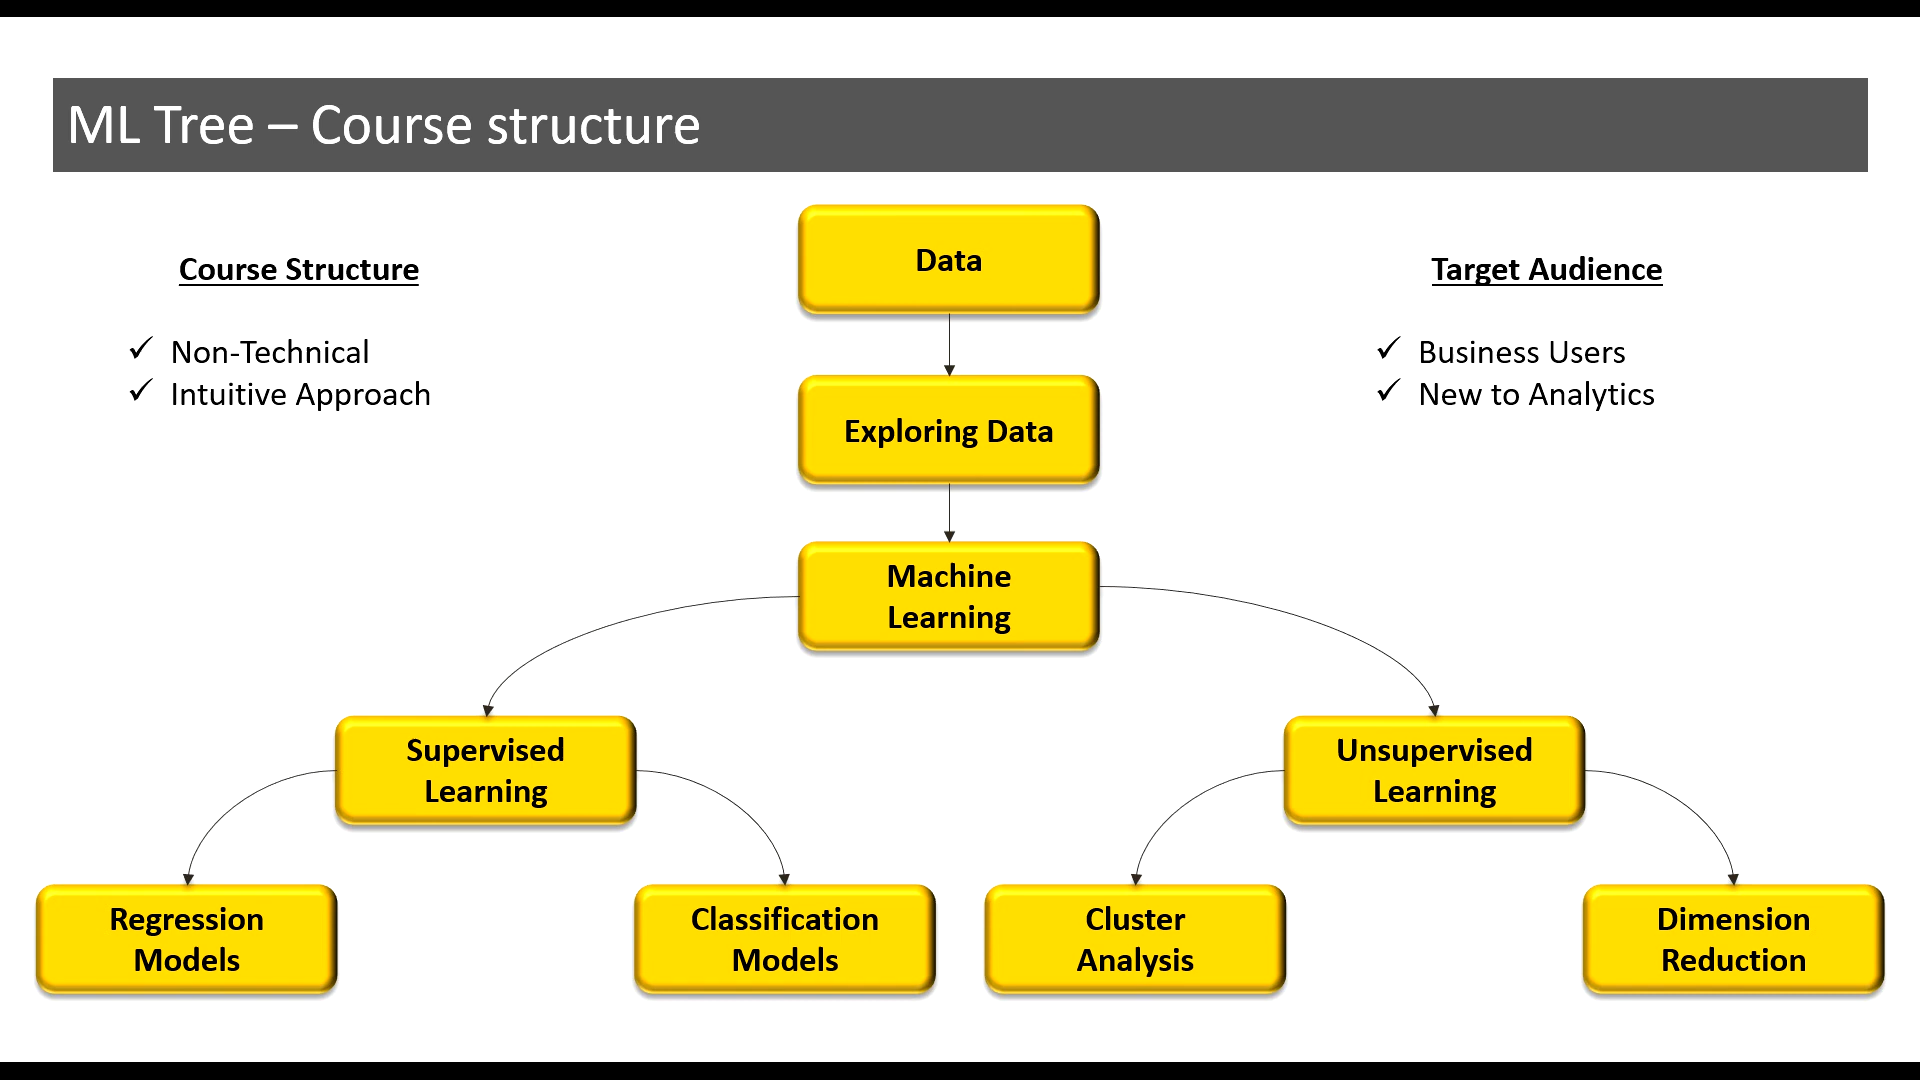 ML Tree – Course structure
Course Structure
✓ Non-Technical
✓ Intuitive Approach
Data
Exploring Data
Machine
Learning
Target Audience
✓ Business Users
✓ New to Analytics
Supervised
Learning
Unsupervised
Learning
Regression
Models
Classification
Models
Cluster
Analysis
Dimension
Reduction